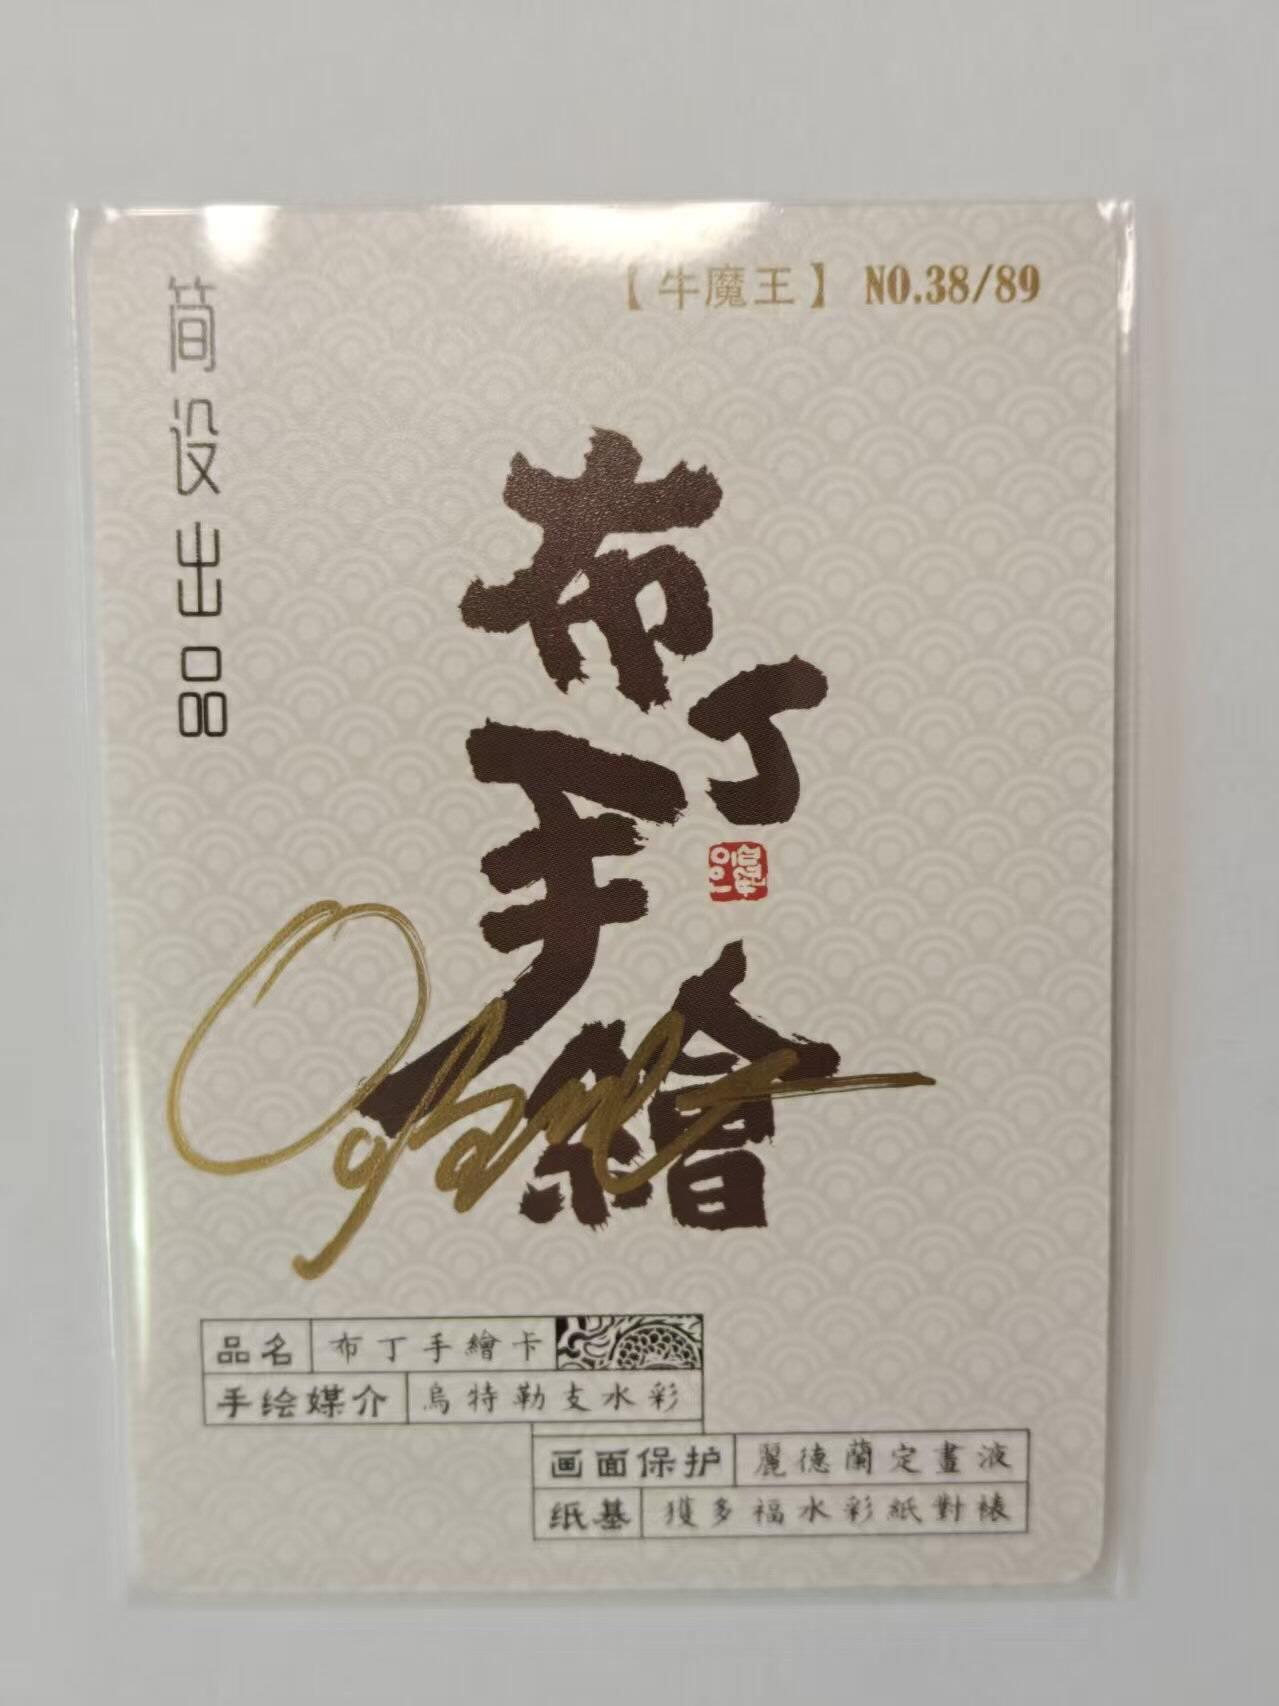 【牛魔王】 NO.38/89
简设出品
布丁
手繪
品名 布丁手繪卡
手绘媒介 烏特勒支水彩
画面保护 麗德蘭定畫液
纸基 獲多福水彩紙對裱